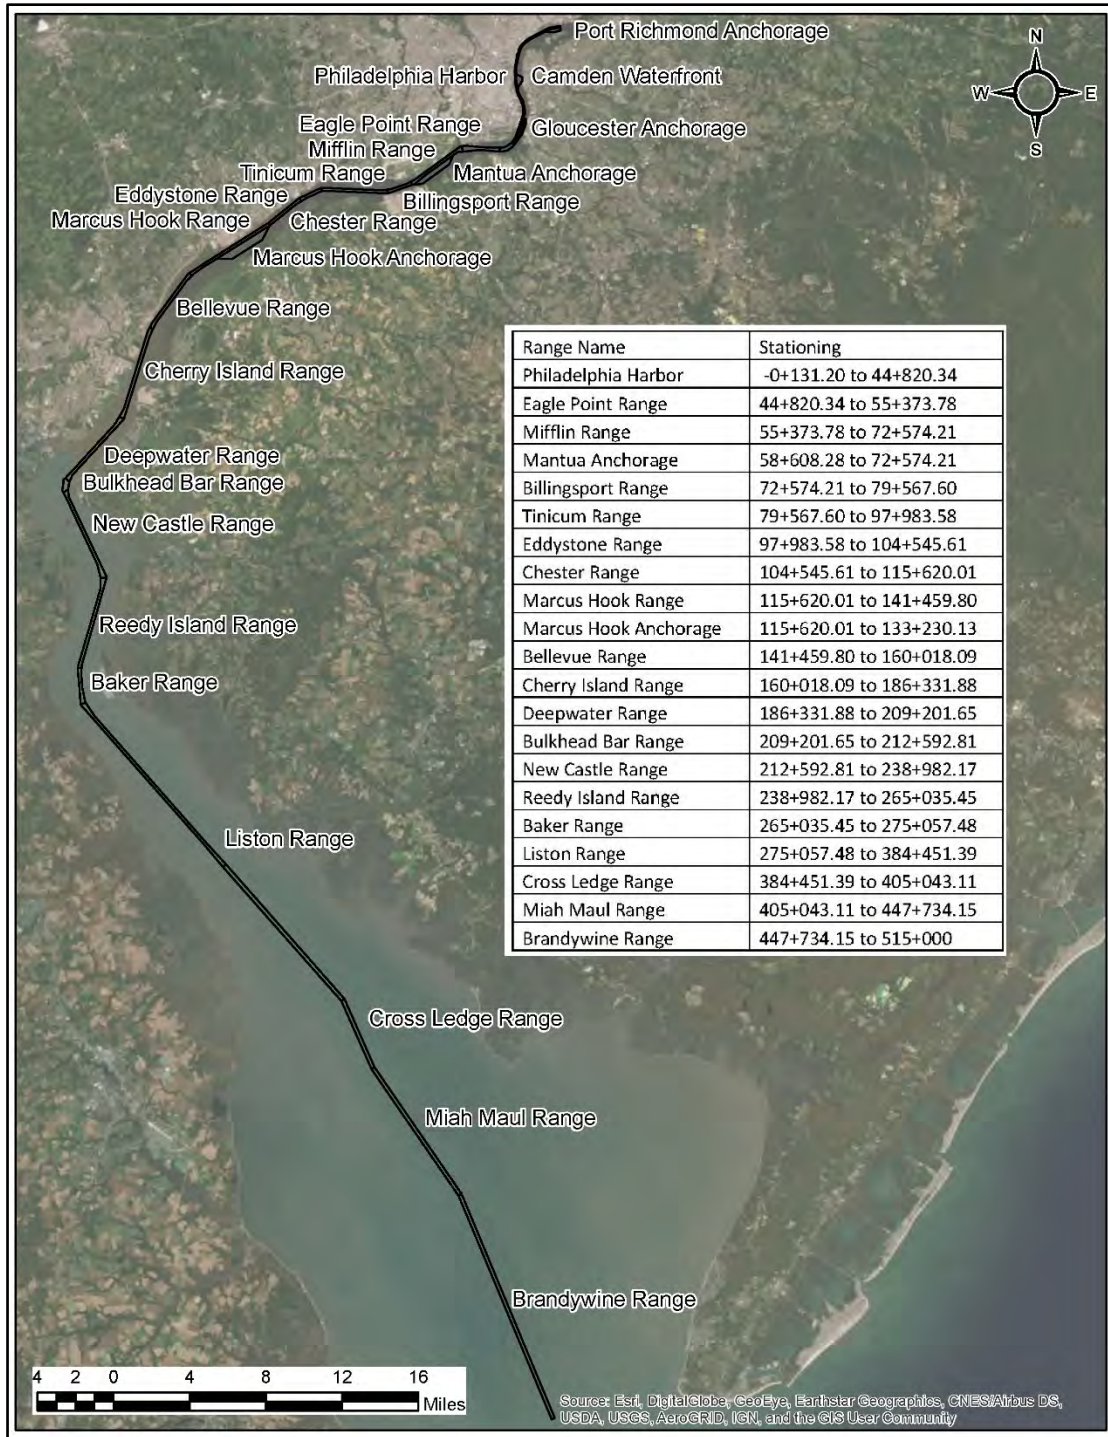 Port Richmond Anchorage
N
Philadelphia Harbor
Camden Waterfront
W
E
Eagle Point Range
Gloucester Anchorage
S
Mifflin Range
Tinicum Range
Mantua Anchorage
Eddystone Range
Billingsport Range
Marcus Hook Range
Chester Range
Marcus Hook Anchorage
Bellevue Range
Cherry Island Range
Deepwater Range
Bulkhead Bar Range
New Castle Range
Reedy Island Range
Baker Range
Liston Range
Cross Ledge Range
Miah Maul Range
Brandywine Range
Range Name Stationing
Philadelphia Harbor -0+131.20 to 44+820.34
Eagle Point Range 44+820.34 to 55+373.78
Mifflin Range 55+373.78 to 72+574.21
Mantua Anchorage 58+608.28 to 72+574.21
Billingsport Range 72+574.21 to 79+567.60
Tinicum Range 79+567.60 to 97+983.58
Eddystone Range 97+983.58 to 104+545.61
Chester Range 104+545.61 to 115+620.01
Marcus Hook Range 115+620.01 to 141+459.80
Marcus Hook Anchorage 115+620.01 to 133+230.13
Bellevue Range 141+459.80 to 160+018.09
Cherry Island Range 160+018.09 to 186+331.88
Deepwater Range 186+331.88 to 209+201.65
Bulkhead Bar Range 209+201.65 to 212+592.81
New Castle Range 212+592.81 to 238+982.17
Reedy Island Range 238+982.17 to 265+035.45
Baker Range 265+035.45 to 275+057.48
Liston Range 275+057.48 to 384+451.39
Cross Ledge Range 384+451.39 to 405+043.11
Miah Maul Range 405+043.11 to 447+734.15
Brandywine Range 447+734.15 to 515+000
4 2 0 4 8 12 16
Miles
Source: Esri, DigitalGlobe, GeoEye, Earthstar Geographics, CNES/Airbus DS,
USDA, USGS, AeroGRID, IGN, and the GIS User Community